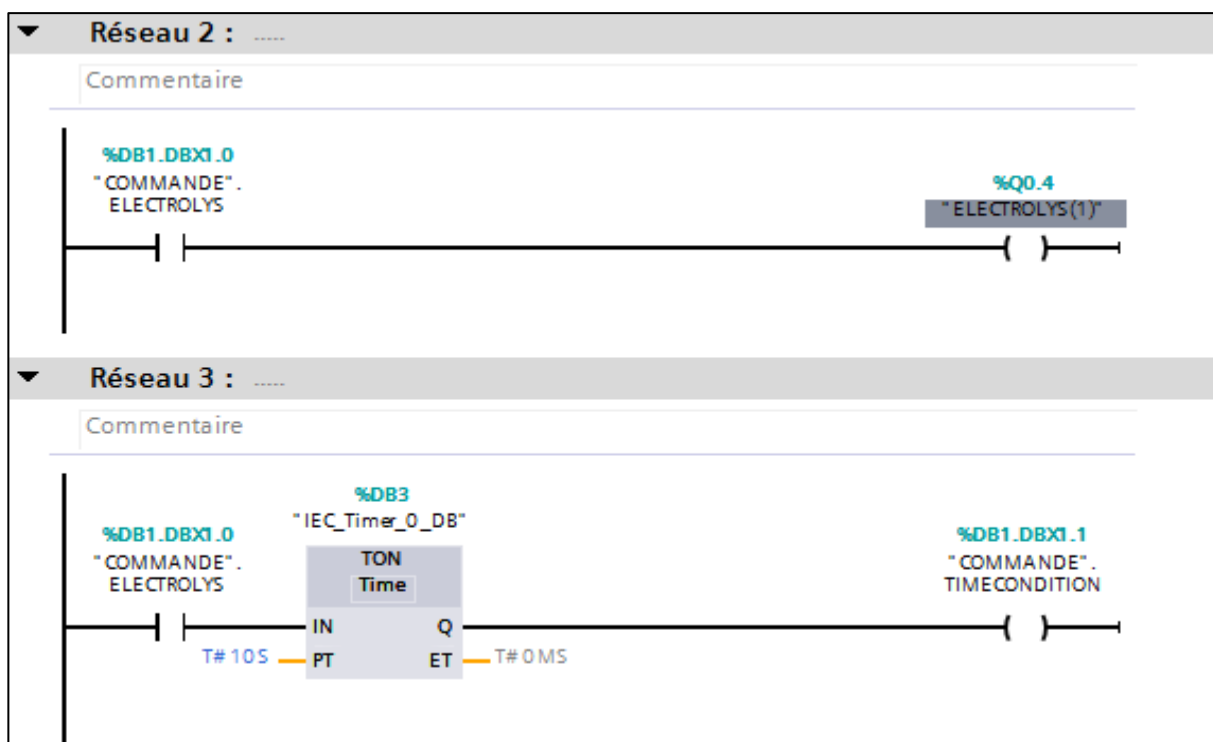 Réseau 2 : .....
Commentaire
%DB1.DBX1.0
"COMMANDE".
ELECTROLYS
%Q0.4
"ELECTROLYS(1)"
Réseau 3 : .....
Commentaire
%DB3
"IEC_Timer_0_DB"
%DB1.DBX1.0
"COMMANDE".
ELECTROLYS
TON
Time
%DB1.DBX1.1
"COMMANDE".
TIMECONDITION
IN Q
T#10S PT ET T#0MS